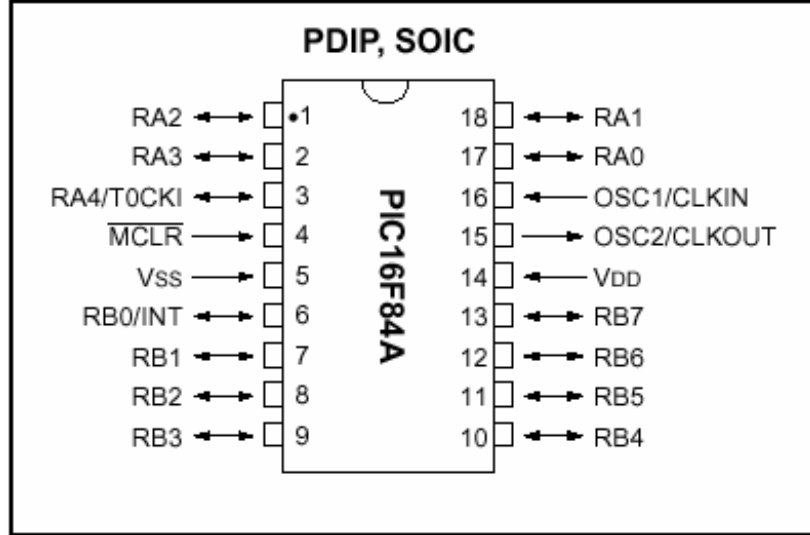 PDIP, SOIC
RA2 •1 18 RA1
RA3 2 17 RA0
RA4/T0CKI 3 16 OSC1/CLKIN
MCLR 4 15 OSC2/CLKOUT
VSS 5 14 VDD
RB0/INT 6 13 RB7
RB1 7 12 RB6
RB2 8 11 RB5
RB3 9 10 RB4
PIC16F84A